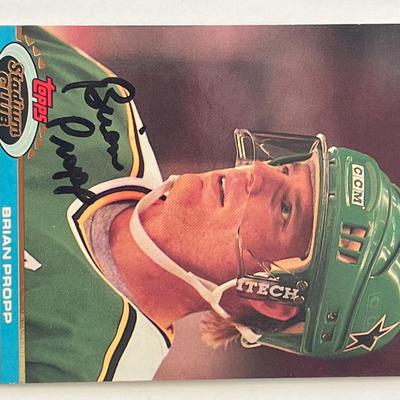 TOPPS
Stadium
CLUB
BRIAN PROPP
Brian
Propp
CCM
ITECH